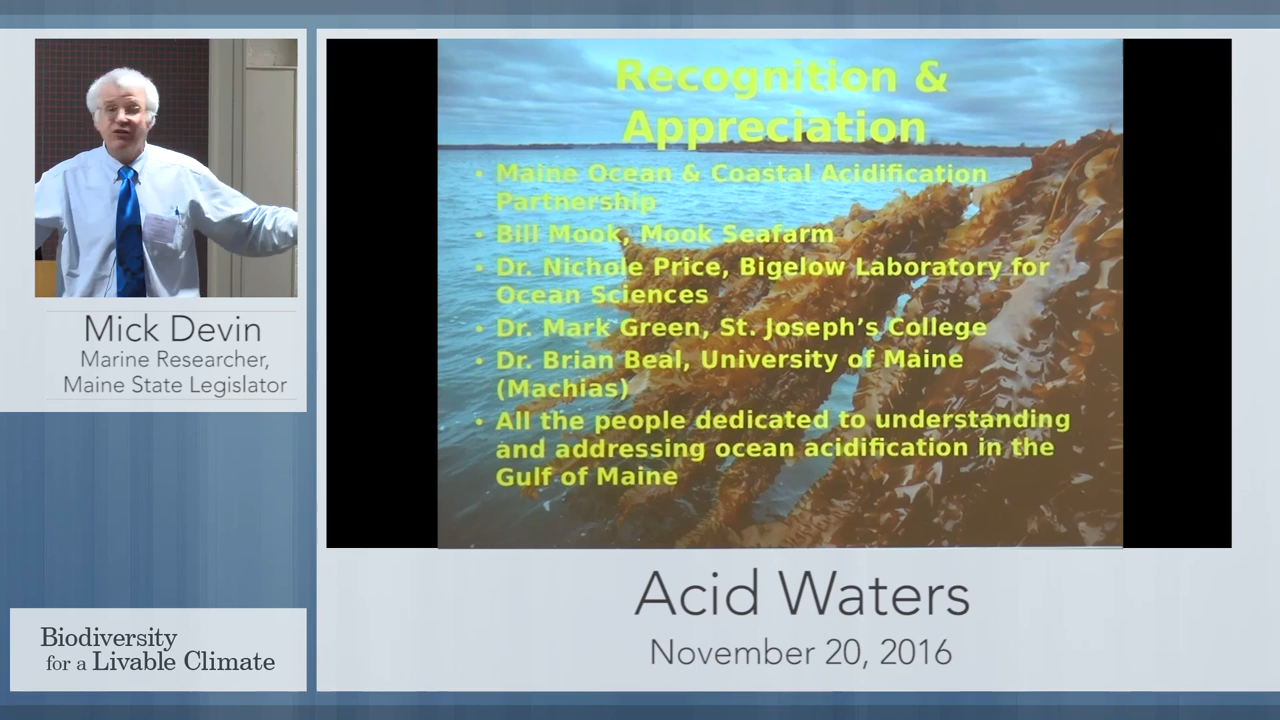 Mick Devin
Marine Researcher,
Maine State Legislator
Biodiversity
for a Livable Climate
Recognition &
Appreciation
• Maine Ocean & Coastal Acidification
Partnership
• Bill Mook, Mook Seafarm
• Dr. Nichole Price, Bigelow Laboratory for
Ocean Sciences
• Dr. Mark Green, St. Joseph’s College
• Dr. Brian Beal, University of Maine
(Machias)
• All the people dedicated to understanding
and addressing ocean acidification in the
Gulf of Maine
Acid Waters
November 20, 2016